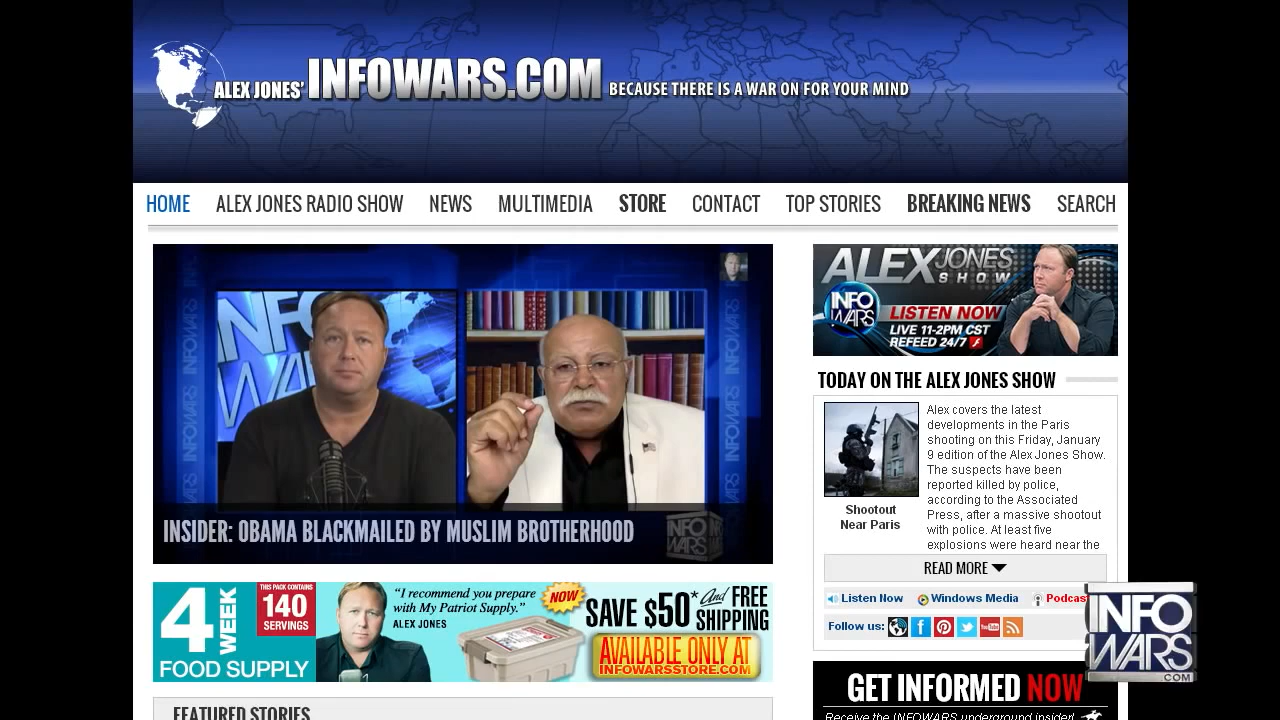 ALEX JONES' INFOWARS.COM BECAUSE THERE IS A WAR ON FOR YOUR MIND
HOME ALEX JONES RADIO SHOW NEWS MULTIMEDIA STORE CONTACT TOP STORIES BREAKING NEWS SEARCH
INFOWARS
INSIDER: OBAMA BLACKMAILED BY MUSLIM BROTHERHOOD
INFO
WARS
ALEX JONES
SHOW
INFO
WARS
LISTEN NOW
LIVE 11-2PM CST
REFEED 24/7
TODAY ON THE ALEX JONES SHOW
Shootout
Near Paris
Alex covers the latest
developments in the Paris
shooting on this Friday, January
9 edition of the Alex Jones Show.
The suspects have been
reported killed by police,
according to the Associated
Press, after a massive shootout
with police. At least five
explosions were heard near the
READ MORE
Listen Now Windows Media Podcas
Follow us:
4 WEEK
FOOD SUPPLY
THIS PACK CONTAINS
140
SERVINGS
“I recommend you prepare
with My Patriot Supply.”
ALEX JONES
NOW
SAVE $50* And FREE
SHIPPING
AVAILABLE ONLY AT
INFOWARSSTORE.COM
INFO
WARS
.COM
GET INFORMED NOW
Receive the INFOWARS underground insider!
FEATURED STORIES